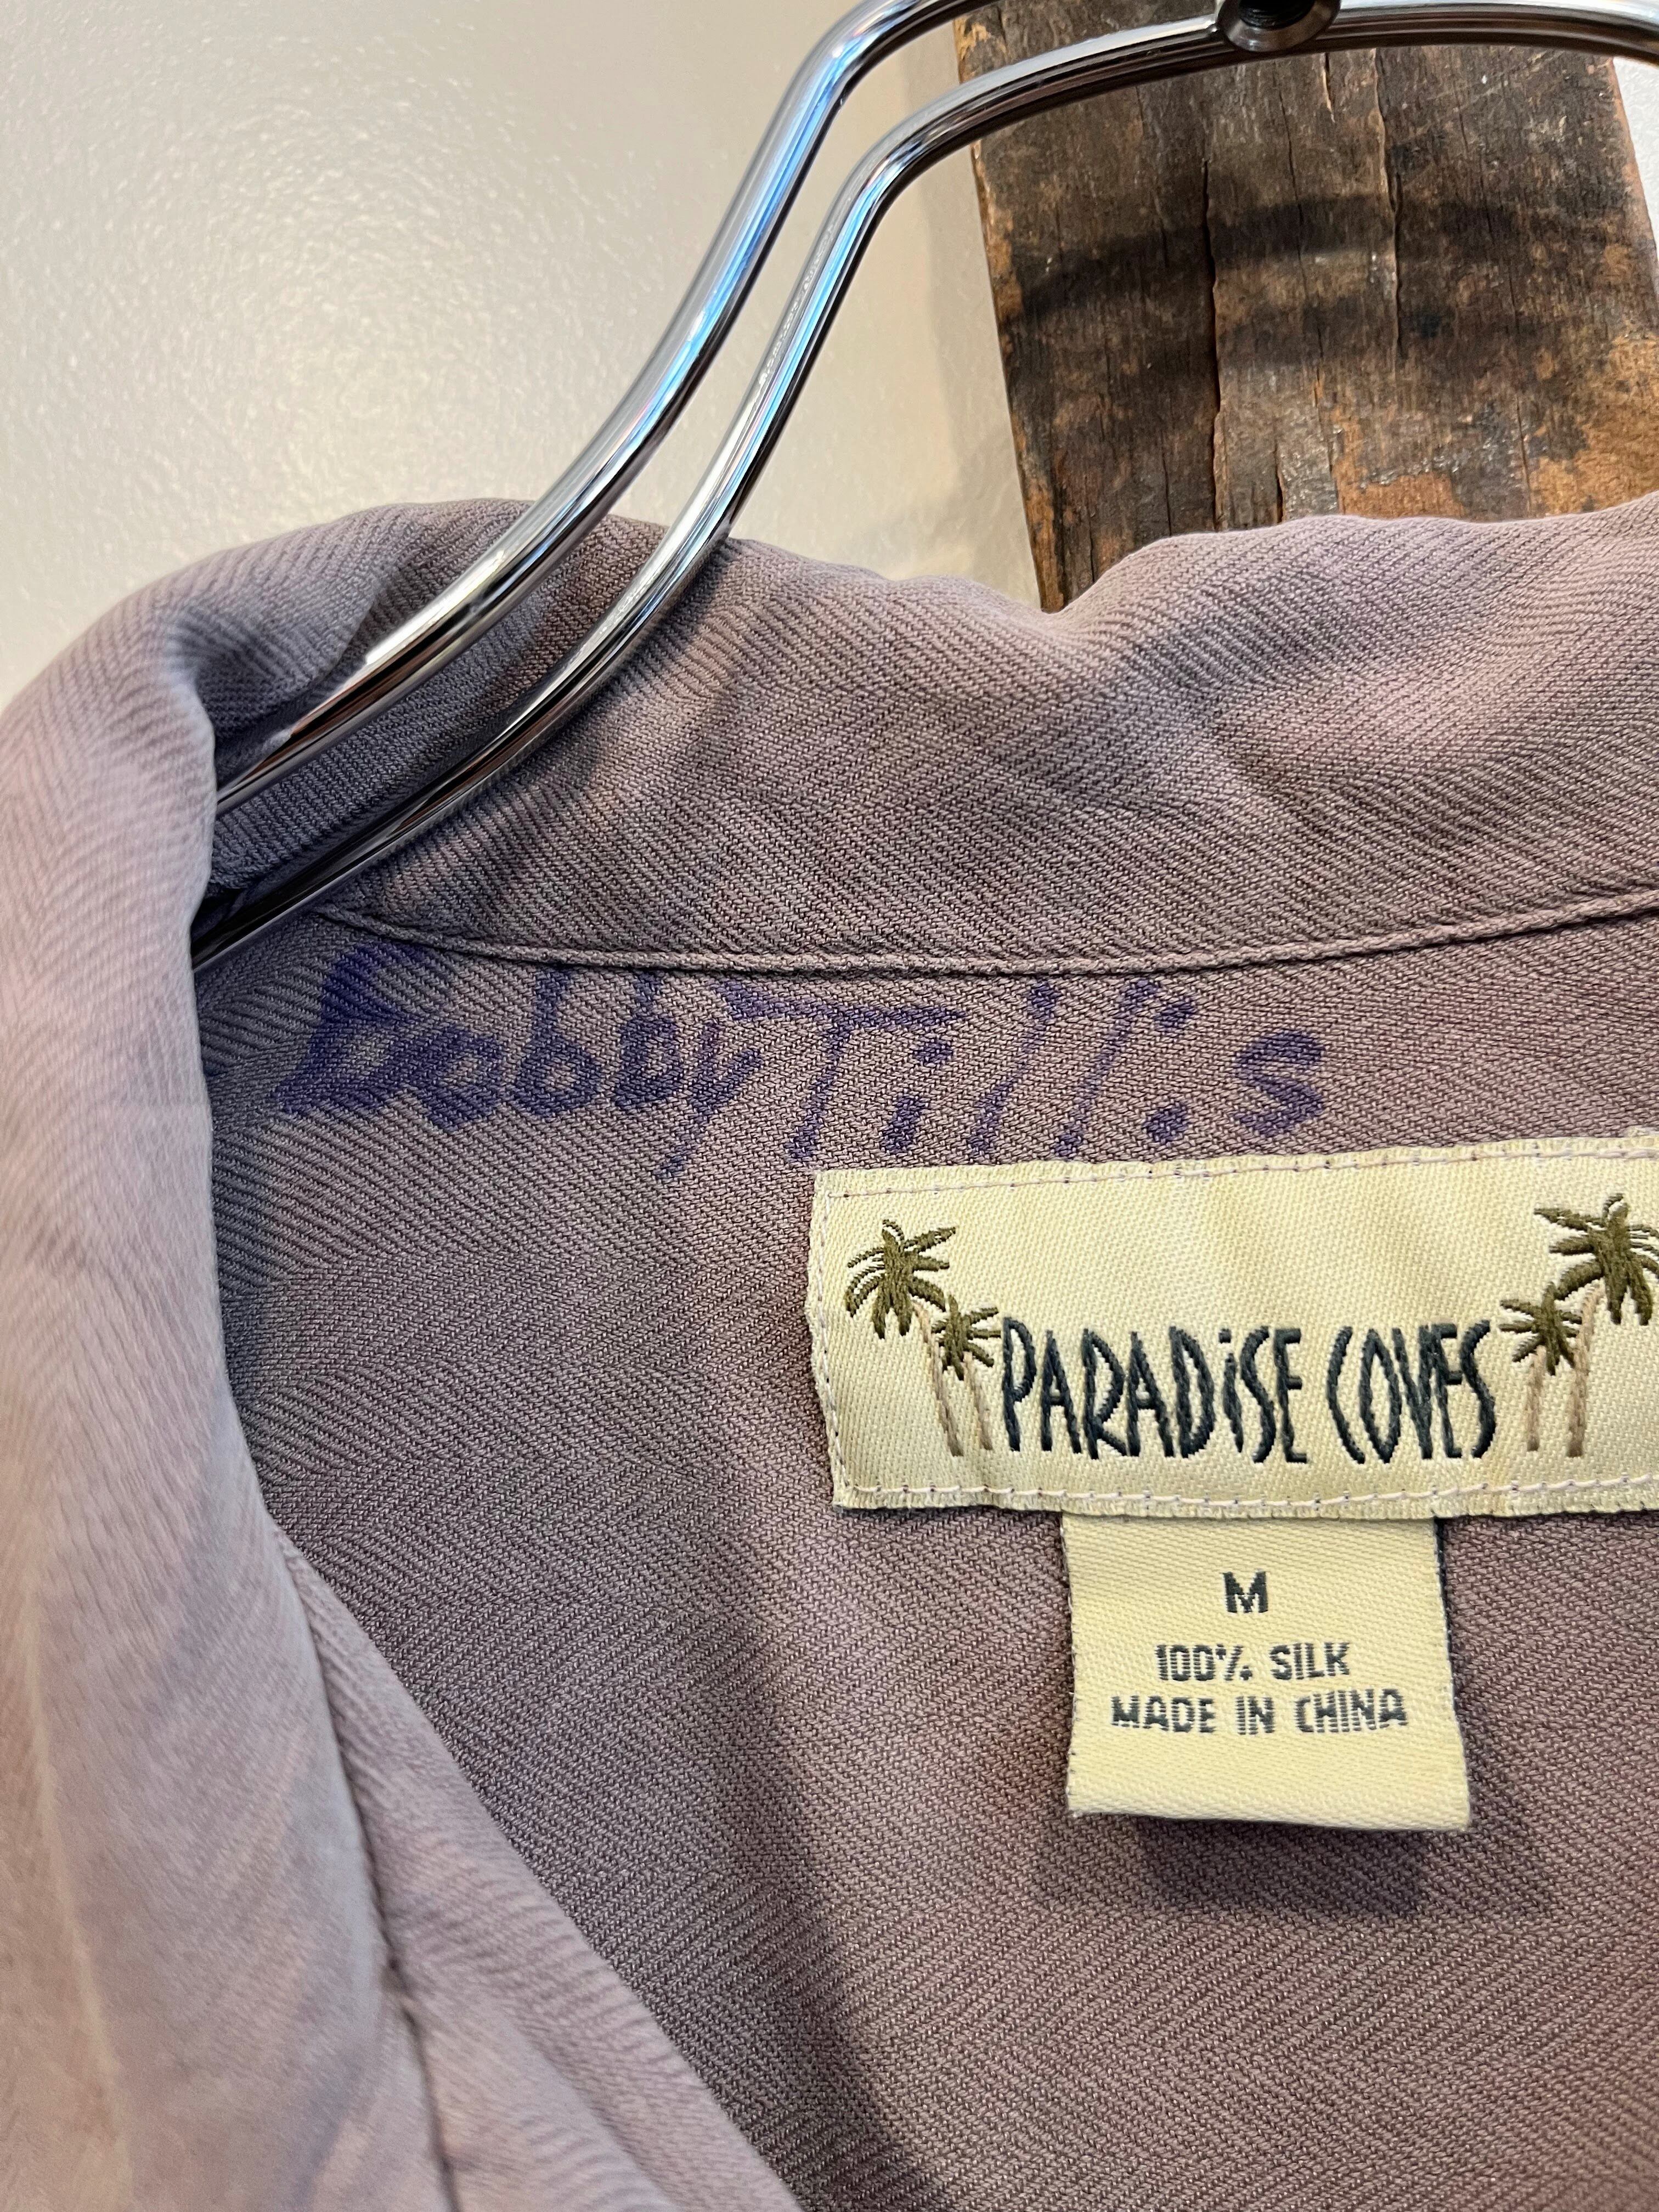 Bobby Till's
PARADISE COVES
M
100% SILK
MADE IN CHINA